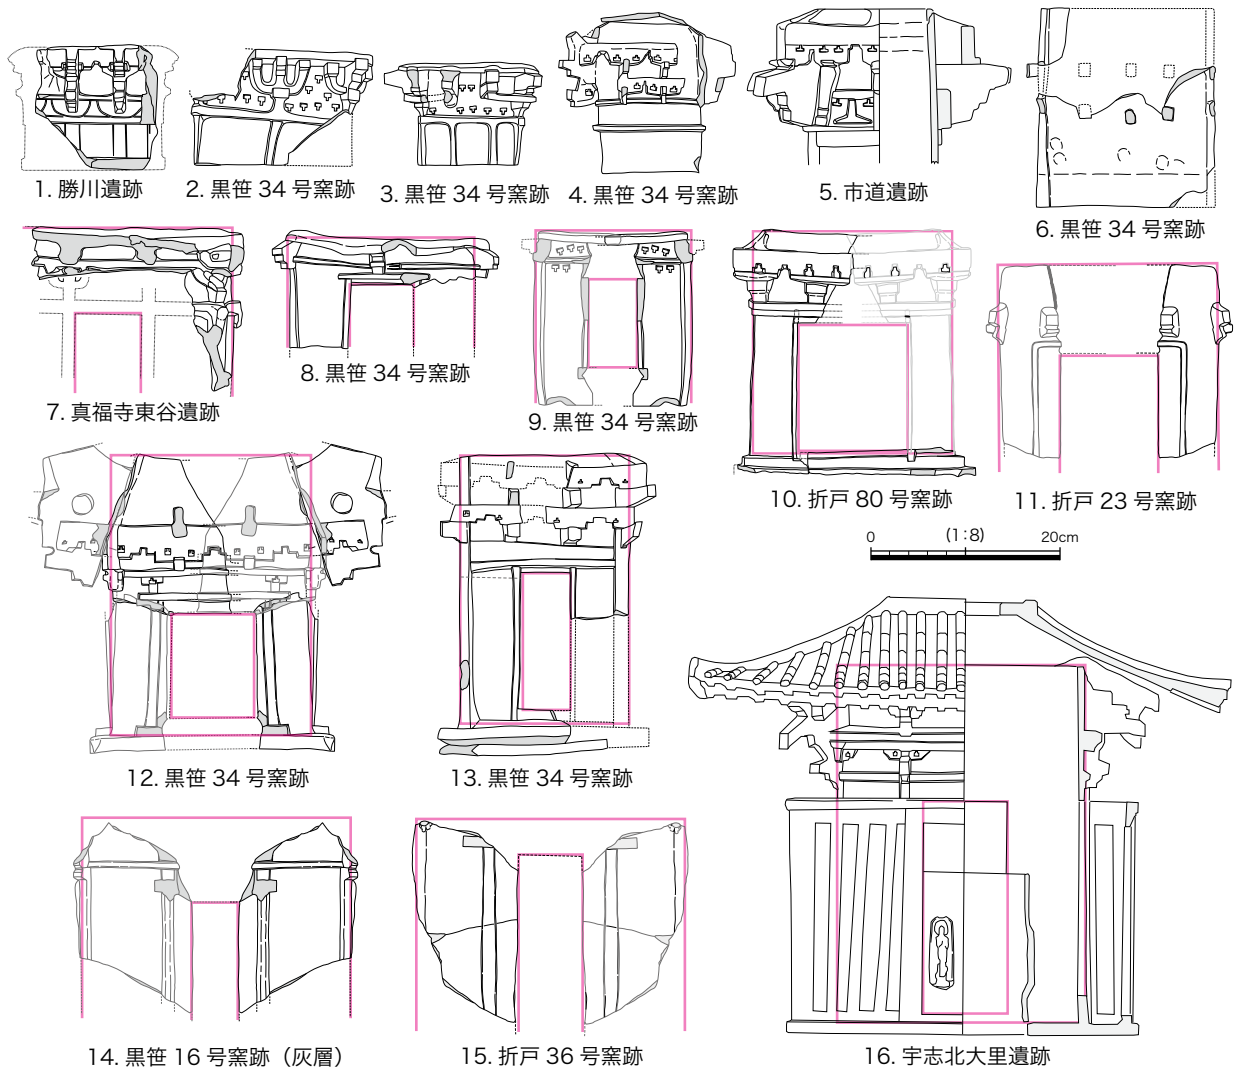 1. 勝川遺跡
2. 黒笹 34 号窯跡
3. 黒笹 34 号窯跡
4. 黒笹 34 号窯跡
5. 市道遺跡
6. 黒笹 34 号窯跡
7. 真福寺東谷遺跡
8. 黒笹 34 号窯跡
9. 黒笹 34 号窯跡
10. 折戸 80 号窯跡
11. 折戸 23 号窯跡
0 (1:8) 20cm
12. 黒笹 34 号窯跡
13. 黒笹 34 号窯跡
14. 黒笹 16 号窯跡（灰層）
15. 折戸 36 号窯跡
16. 宇志北大里遺跡